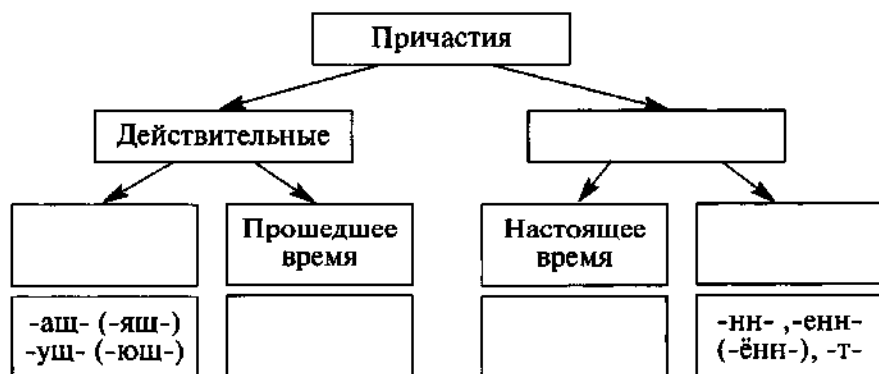 Причастия
Действительные
Прошедшее
время
Настоящее
время
-ащ- (-ящ-)
-ущ- (-ющ-)
-нн- ,-енн-
(-ённ-), -т-